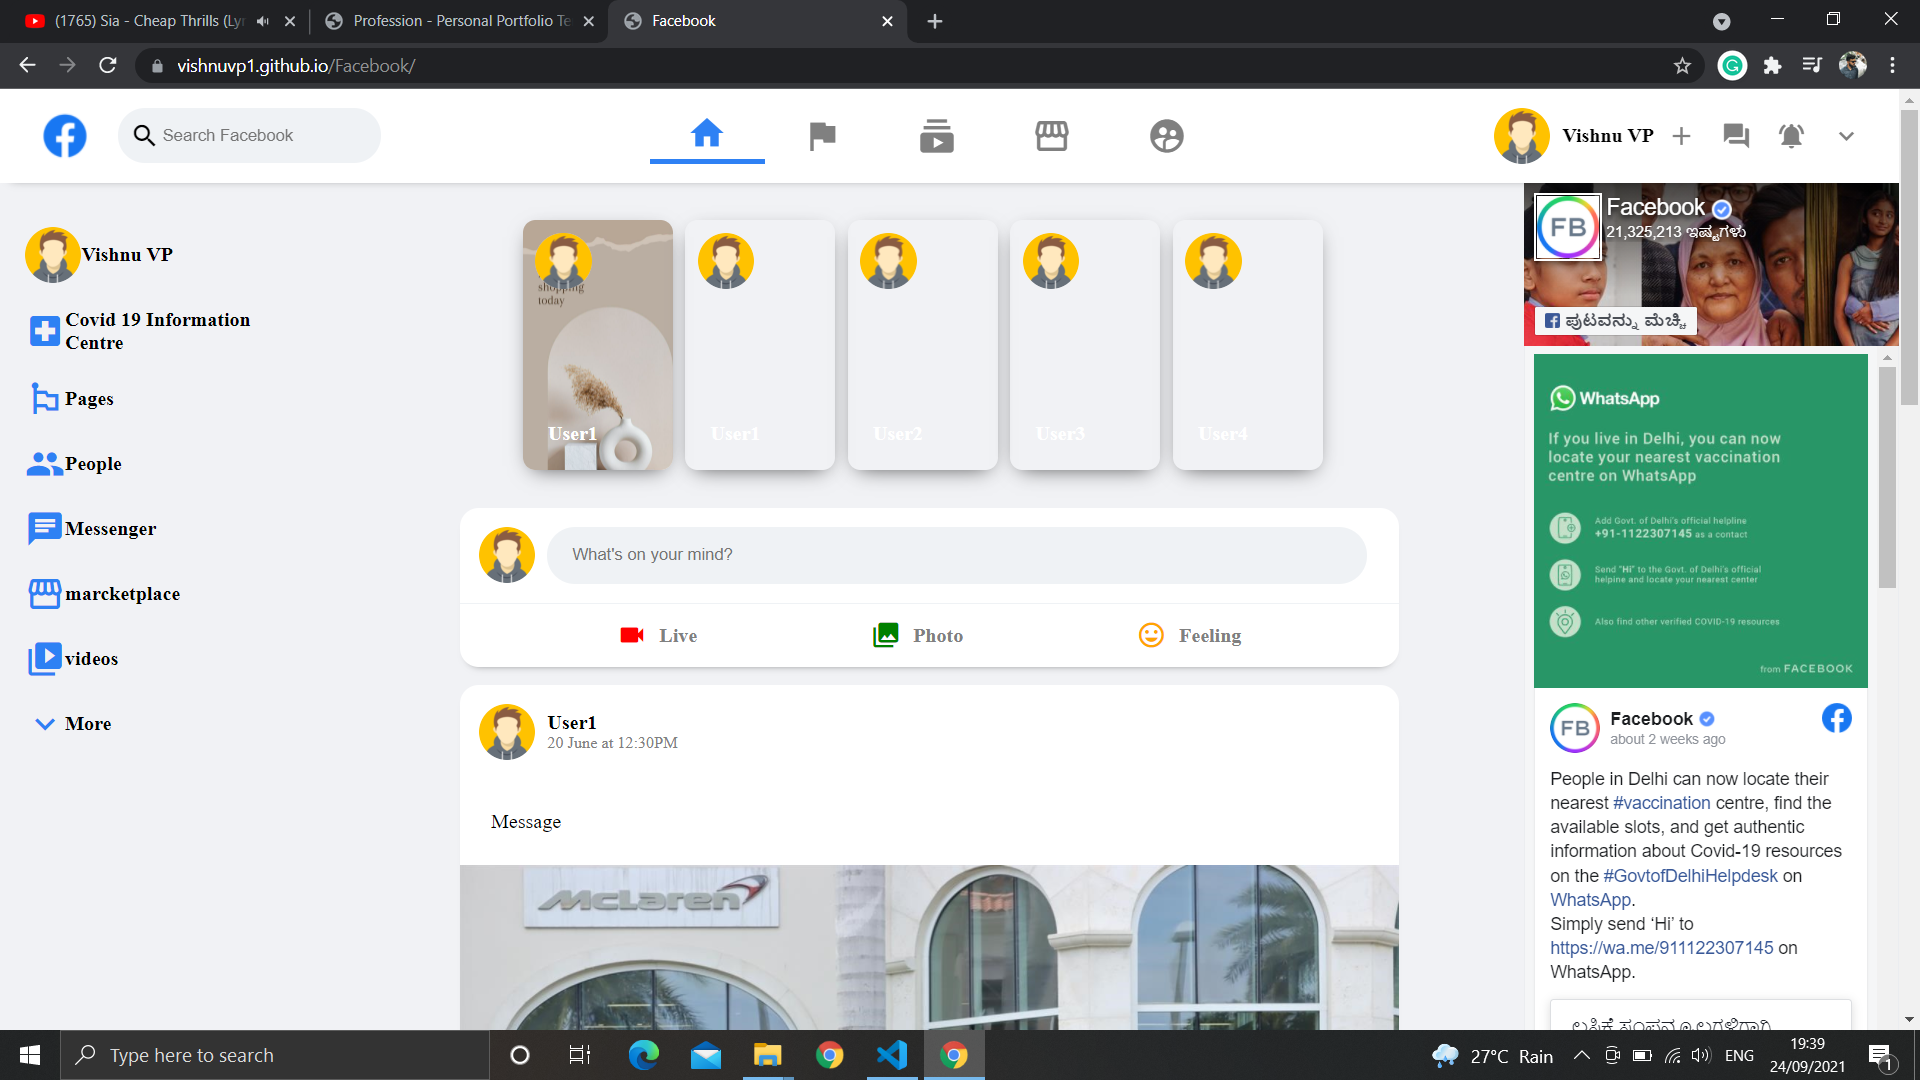 (1765) Sia - Cheap Thrills (Lyr
Profession - Personal Portfolio Te
Facebook
vishnuvp1.github.io/Facebook/
Search Facebook
Vishnu VP
Vishnu VP
Covid 19 Information
Centre
Pages
People
Messenger
marcketplace
videos
More
shopping
today
User1
User1
User2
User3
User4
What's on your mind?
Live
Photo
Feeling
User1
20 June at 12:30PM
Message
McLaren
FB
Facebook
21,325,213 ಇಷ್ಟಗಳು
ಪುಟವನ್ನು ಮೆಚ್ಚಿ
WhatsApp
If you live in Delhi, you can now
locate your nearest vaccination
centre on WhatsApp
Add Govt. of Delhi's official helpline
+91-1122307145 as a contact
Send "Hi" to the Govt. of Delhi's official
helpine and locate your nearest center
Also find other verified COVID-19 resources
from FACEBOOK
FB
Facebook
about 2 weeks ago
People in Delhi can now locate their
nearest #vaccination centre, find the
available slots, and get authentic
information about Covid-19 resources
on the #GovtofDelhiHelpdesk on
WhatsApp.
Simply send ‘Hi’ to
https://wa.me/911122307145 on
WhatsApp.
Type here to search
27°C Rain
ENG
19:39
24/09/2021
1